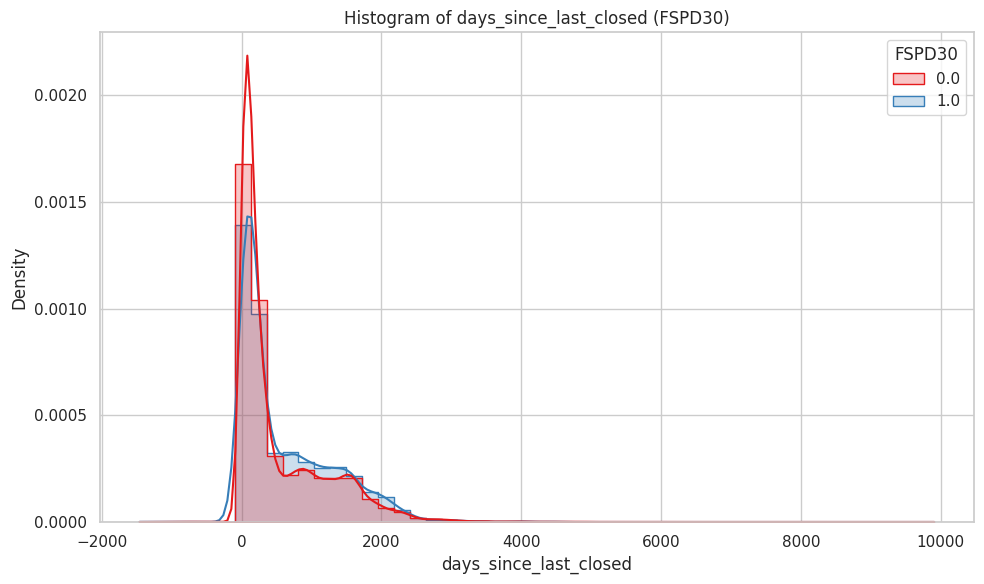 Histogram of days_since_last_closed (FSPD30)
FSPD30
0.0
1.0
Density
0.0020
0.0015
0.0010
0.0005
0.0000
−2000 0 2000 4000 6000 8000 10000
days_since_last_closed